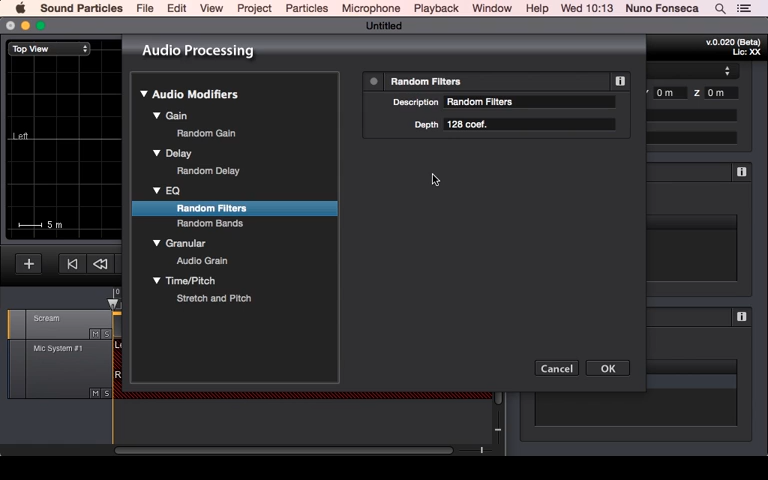 Sound Particles File Edit View Project Particles Microphone Playback Window Help Wed 10:13 Nuno Fonseca
Untitled
Top View
Audio Processing
v.0.020 (Beta)
Lic: XX
Audio Modifiers
Gain
Random Gain
Delay
Random Delay
EQ
Random Filters
Random Bands
Granular
Audio Grain
Time/Pitch
Stretch and Pitch
Random Filters
Description Random Filters
Depth 128 coef.
0 m Z 0 m
Left
5 m
Scream
M S
Mic System #1
M S
Cancel OK